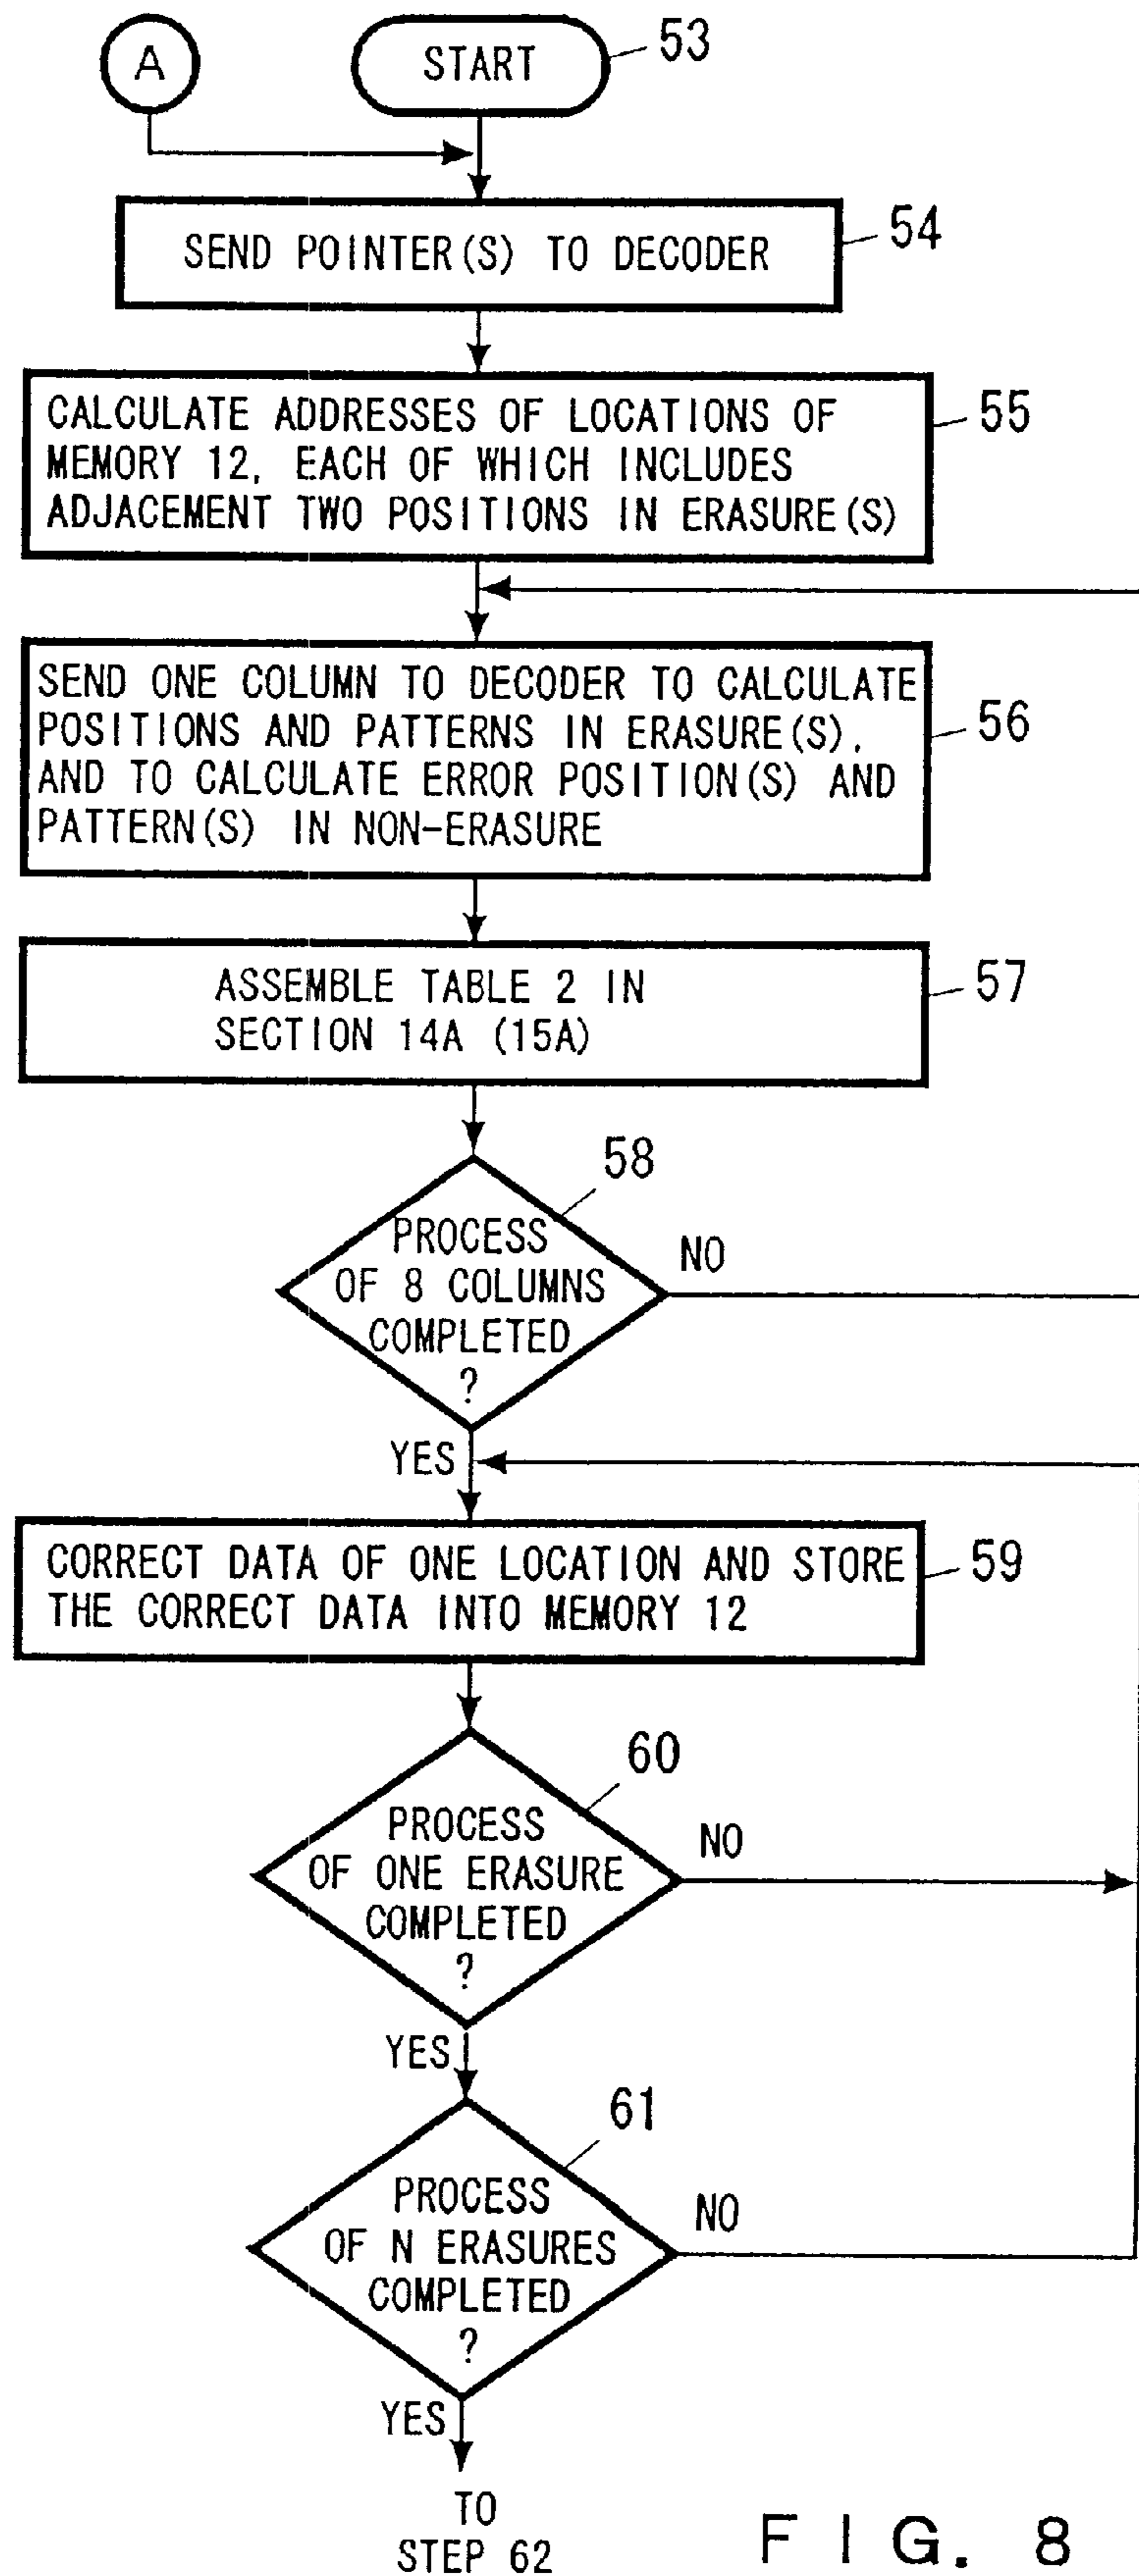 A
START
53
SEND POINTER(S) TO DECODER
54
CALCULATE ADDRESSES OF LOCATIONS OF
MEMORY 12, EACH OF WHICH INCLUDES
ADJACEMENT TWO POSITIONS IN ERASURE(S)
55
SEND ONE COLUMN TO DECODER TO CALCULATE
POSITIONS AND PATTERNS IN ERASURE(S),
AND TO CALCULATE ERROR POSITION(S) AND
PATTERN(S) IN NON-ERASURE
56
ASSEMBLE TABLE 2 IN
SECTION 14A (15A)
57
58
PROCESS
OF 8 COLUMNS
COMPLETED
?
NO
YES
CORRECT DATA OF ONE LOCATION AND STORE
THE CORRECT DATA INTO MEMORY 12
59
60
PROCESS
OF ONE ERASURE
COMPLETED
?
NO
YES
61
PROCESS
OF N ERASURES
COMPLETED
?
NO
YES
TO
STEP 62
FIG. 8